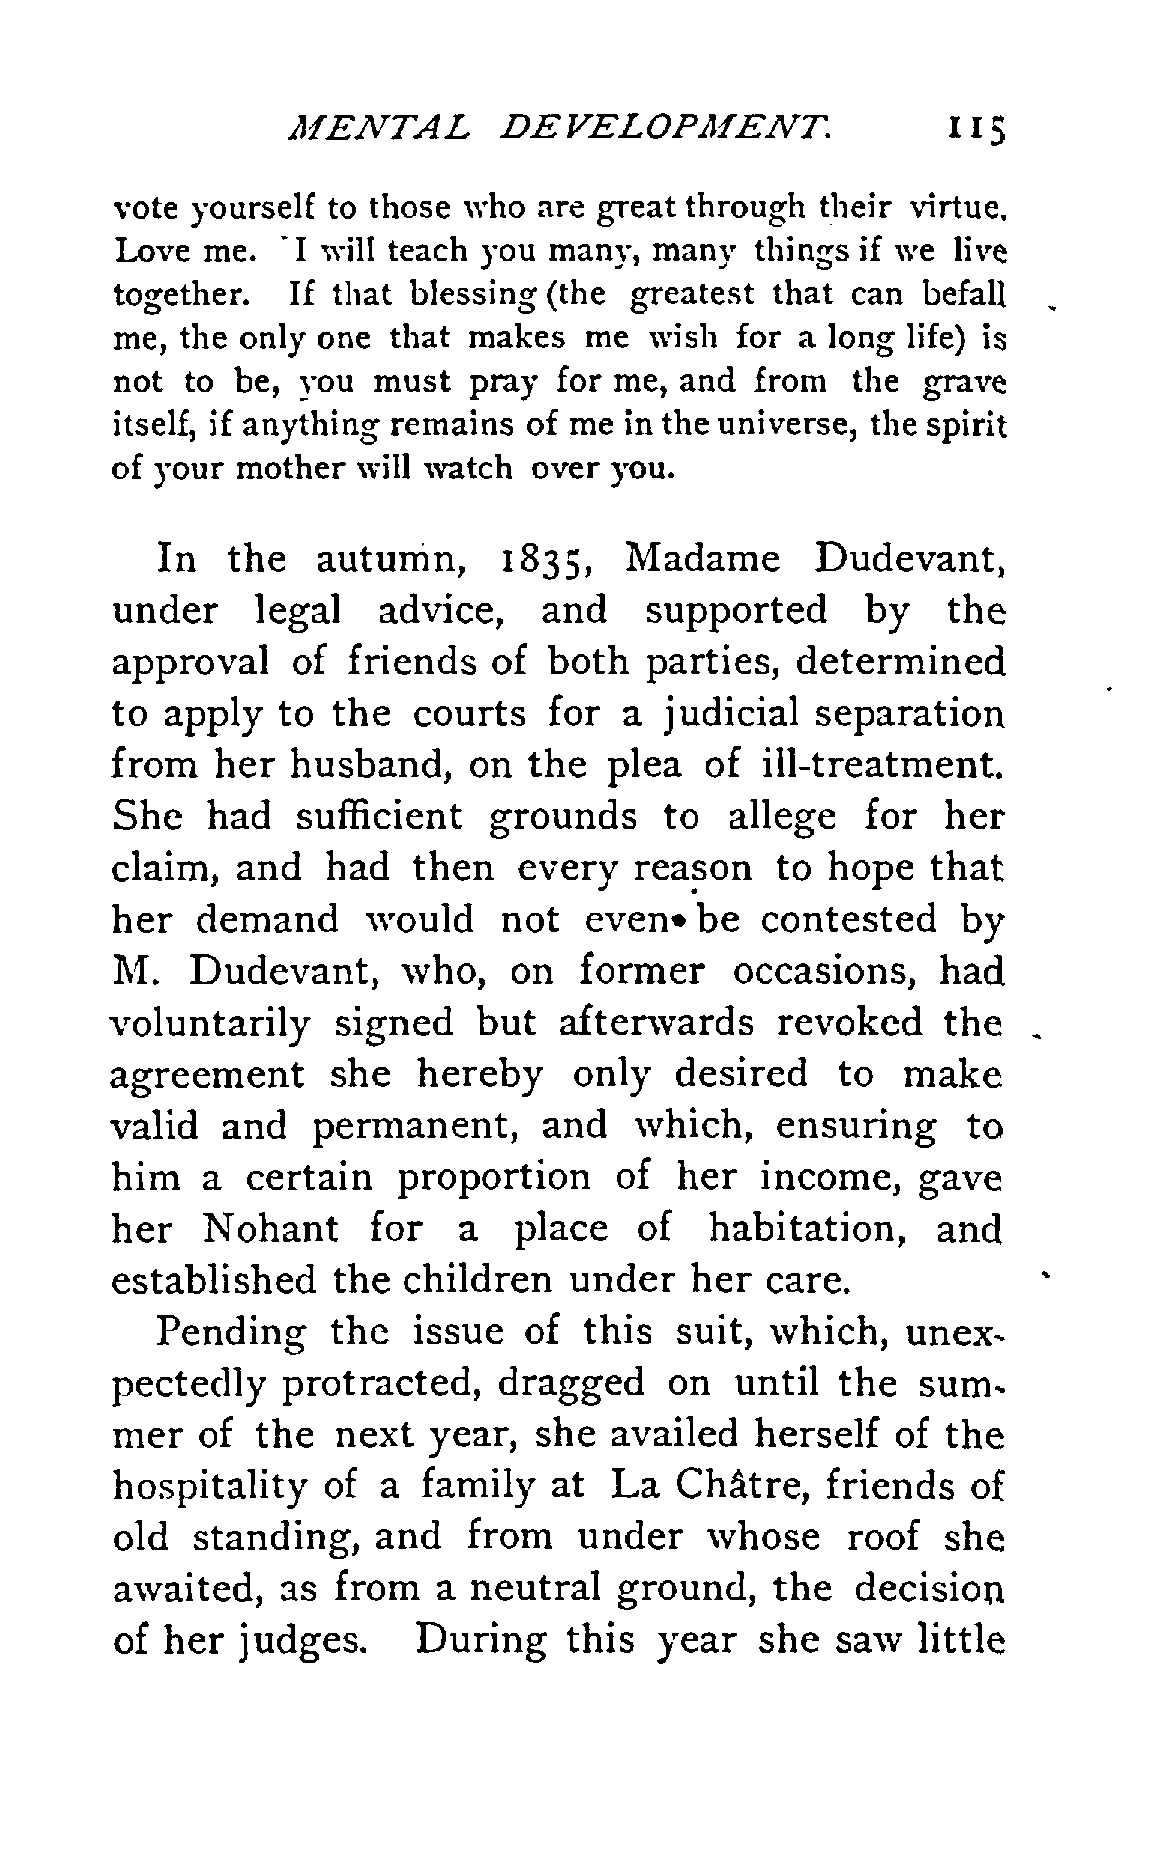 MENTAL DEVELOPMENT. 115
vote yourself to those who are great through their virtue.
Love me. I will teach you many, many things if we live
together. If that blessing (the greatest that can befall
me, the only one that makes me wish for a long life) is
not to be, you must pray for me, and from the grave
itself, if anything remains of me in the universe, the spirit
of your mother will watch over you.
In the autumn, 1835, Madame Dudevant,
under legal advice, and supported by the
approval of friends of both parties, determined
to apply to the courts for a judicial separation
from her husband, on the plea of ill-treatment.
She had sufficient grounds to allege for her
claim, and had then every reason to hope that
her demand would not even be contested by
M. Dudevant, who, on former occasions, had
voluntarily signed but afterwards revoked the
agreement she hereby only desired to make
valid and permanent, and which, ensuring to
him a certain proportion of her income, gave
her Nohant for a place of habitation, and
established the children under her care.
Pending the issue of this suit, which, unex-
pectedly protracted, dragged on until the sum-
mer of the next year, she availed herself of the
hospitality of a family at La Châtre, friends of
old standing, and from under whose roof she
awaited, as from a neutral ground, the decision
of her judges. During this year she saw little